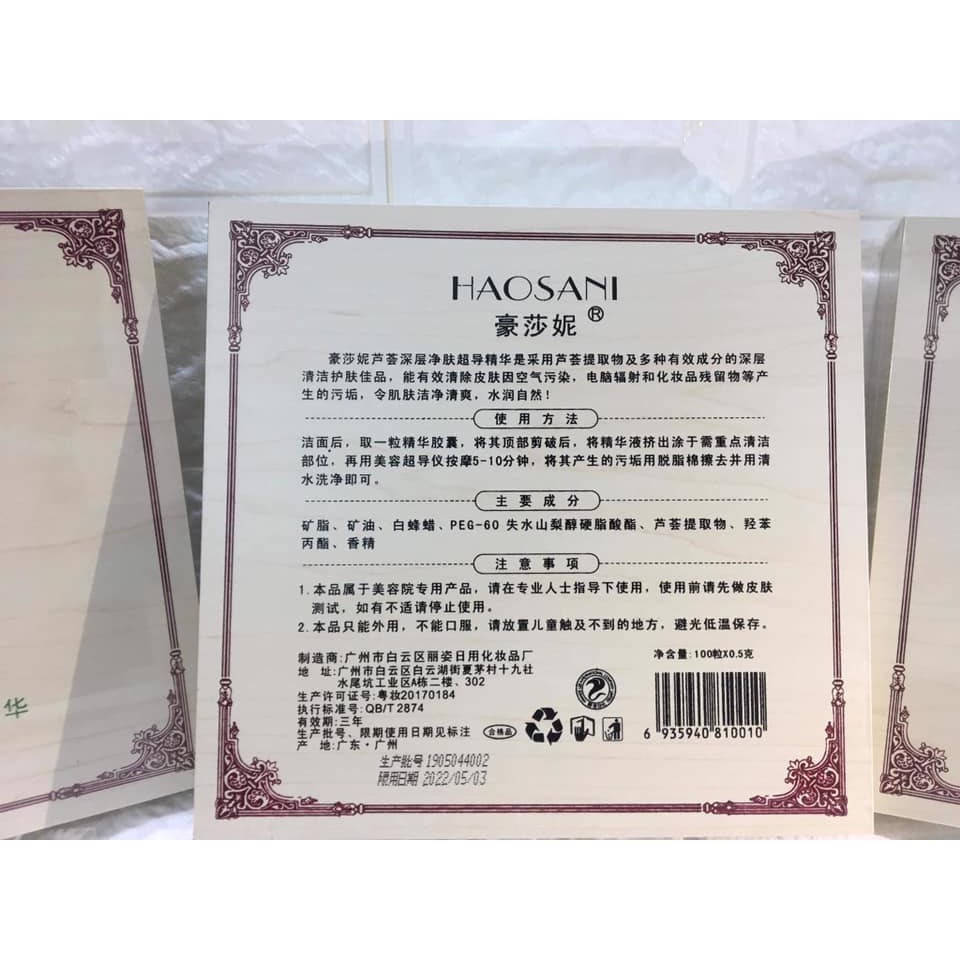 HAOSANI
豪莎妮®
豪莎妮芦荟深层净肤超导精华是采用芦荟提取物及多种有效成分的深层
清洁护肤佳品，能有效清除皮肤因空气污染，电脑辐射和化妆品残留物等产
生的污垢，令肌肤洁净清爽，水润自然！
使用方法
洁面后，取一粒精华胶囊，将其顶部剪破后，将精华液挤出涂于需重点清洁
部位，再用美容超导仪按摩5-10分钟，将其产生的污垢用脱脂棉擦去并用清
水洗净即可。
主要成分
矿脂、矿油、白蜂蜡、PEG-60 失水山梨醇硬脂酸酯、芦荟提取物、羟苯
丙酯、香精
注意事项
1.本品属于美容院专用产品，请在专业人士指导下使用，使用前请先做皮肤
测试，如有不适请停止使用。
2.本品只能外用，不能口服，请放置儿童触及不到的地方，避光低温保存。
制造商:广州市白云区丽姿日用化妆品厂
地 址:广州市白云区白云湖街夏茅村十九社
水尾坑工业区A栋二楼、302
生产许可证号:粤妆20170184
执行标准号:QB/T 2874
有效期:三年
生产批号、限期使用日期见标注
产 地:广东·广州
生产批号 1905044002
限用日期 2022/05/03
净含量:100粒X0.5克
合格品
6 935940 810010
华